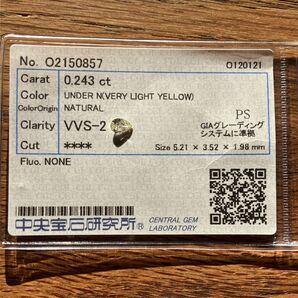 No. O2150857
O120121
Carat 0.243 ct
Color UNDER N(VERY LIGHT YELLOW)
ColorOrigin NATURAL
Clarity VVS-2
PS
GIAグレーディング
システムに準拠
Cut ****
Size 5.21 × 3.52 × 1.98 mm
Fluo. NONE
中央宝石研究所®
CENTRAL GEM
LABORATORY